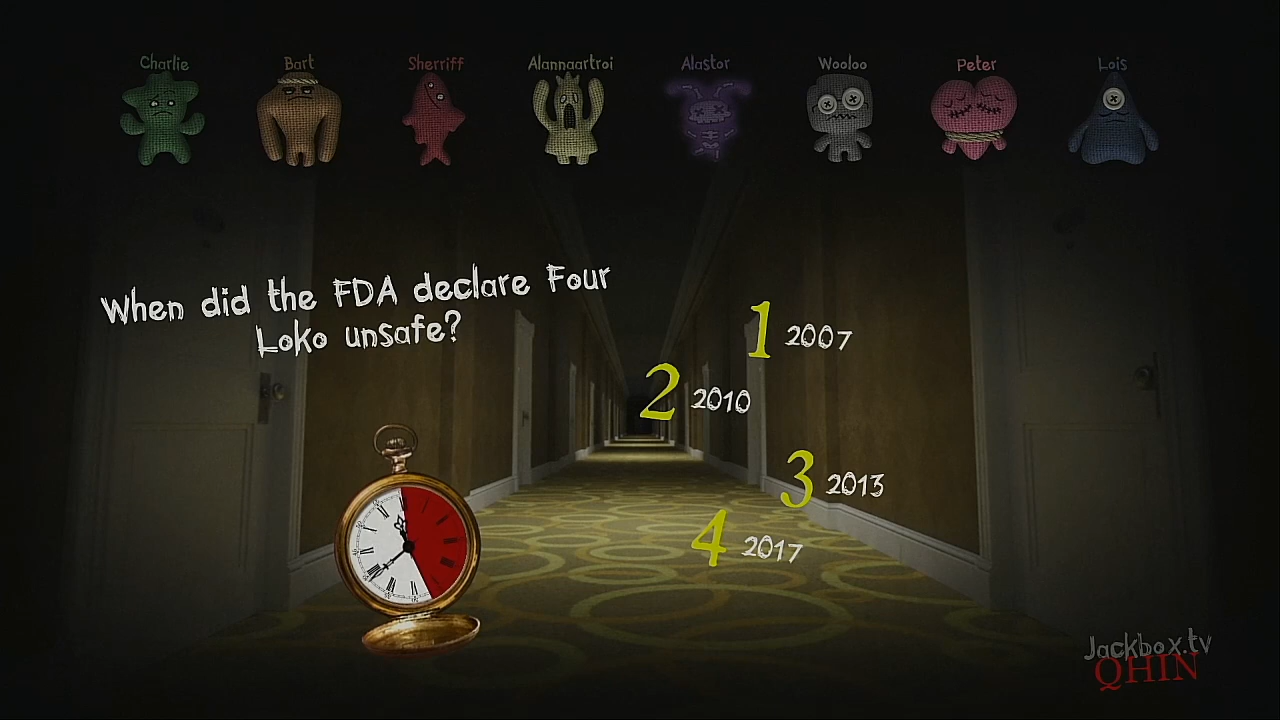 Charlie
Bart
Sherriff
Alannaartroi
Alastor
Wooloo
Peter
Lois
When did the FDA declare Four
Loko unsafe?
1 2007
2 2010
3 2013
4 2017
Jackbox.tv
QHIN